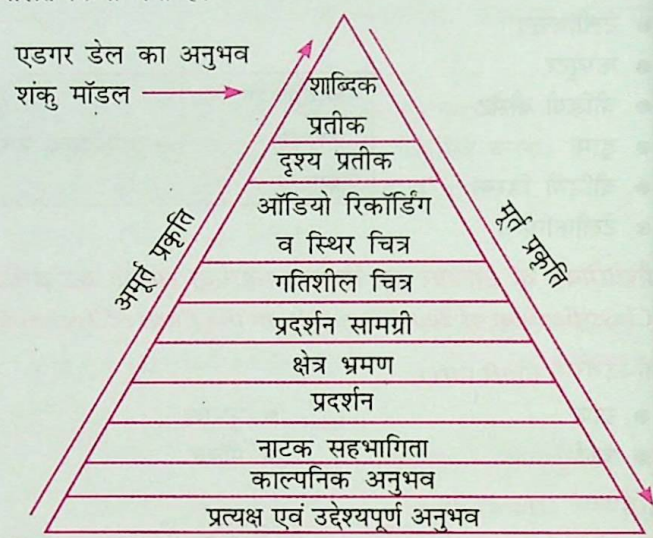 एडगर डेल का अनुभव
शंकु मॉडल
शाब्दिक
प्रतीक
दृश्य प्रतीक
ऑडियो रिकॉर्डिंग
व स्थिर चित्र
गतिशील चित्र
प्रदर्शन सामग्री
क्षेत्र भ्रमण
प्रदर्शन
नाटक सहभागिता
काल्पनिक अनुभव
प्रत्यक्ष एवं उद्देश्यपूर्ण अनुभव
अमूर्त प्रकृति
मूर्त प्रकृति